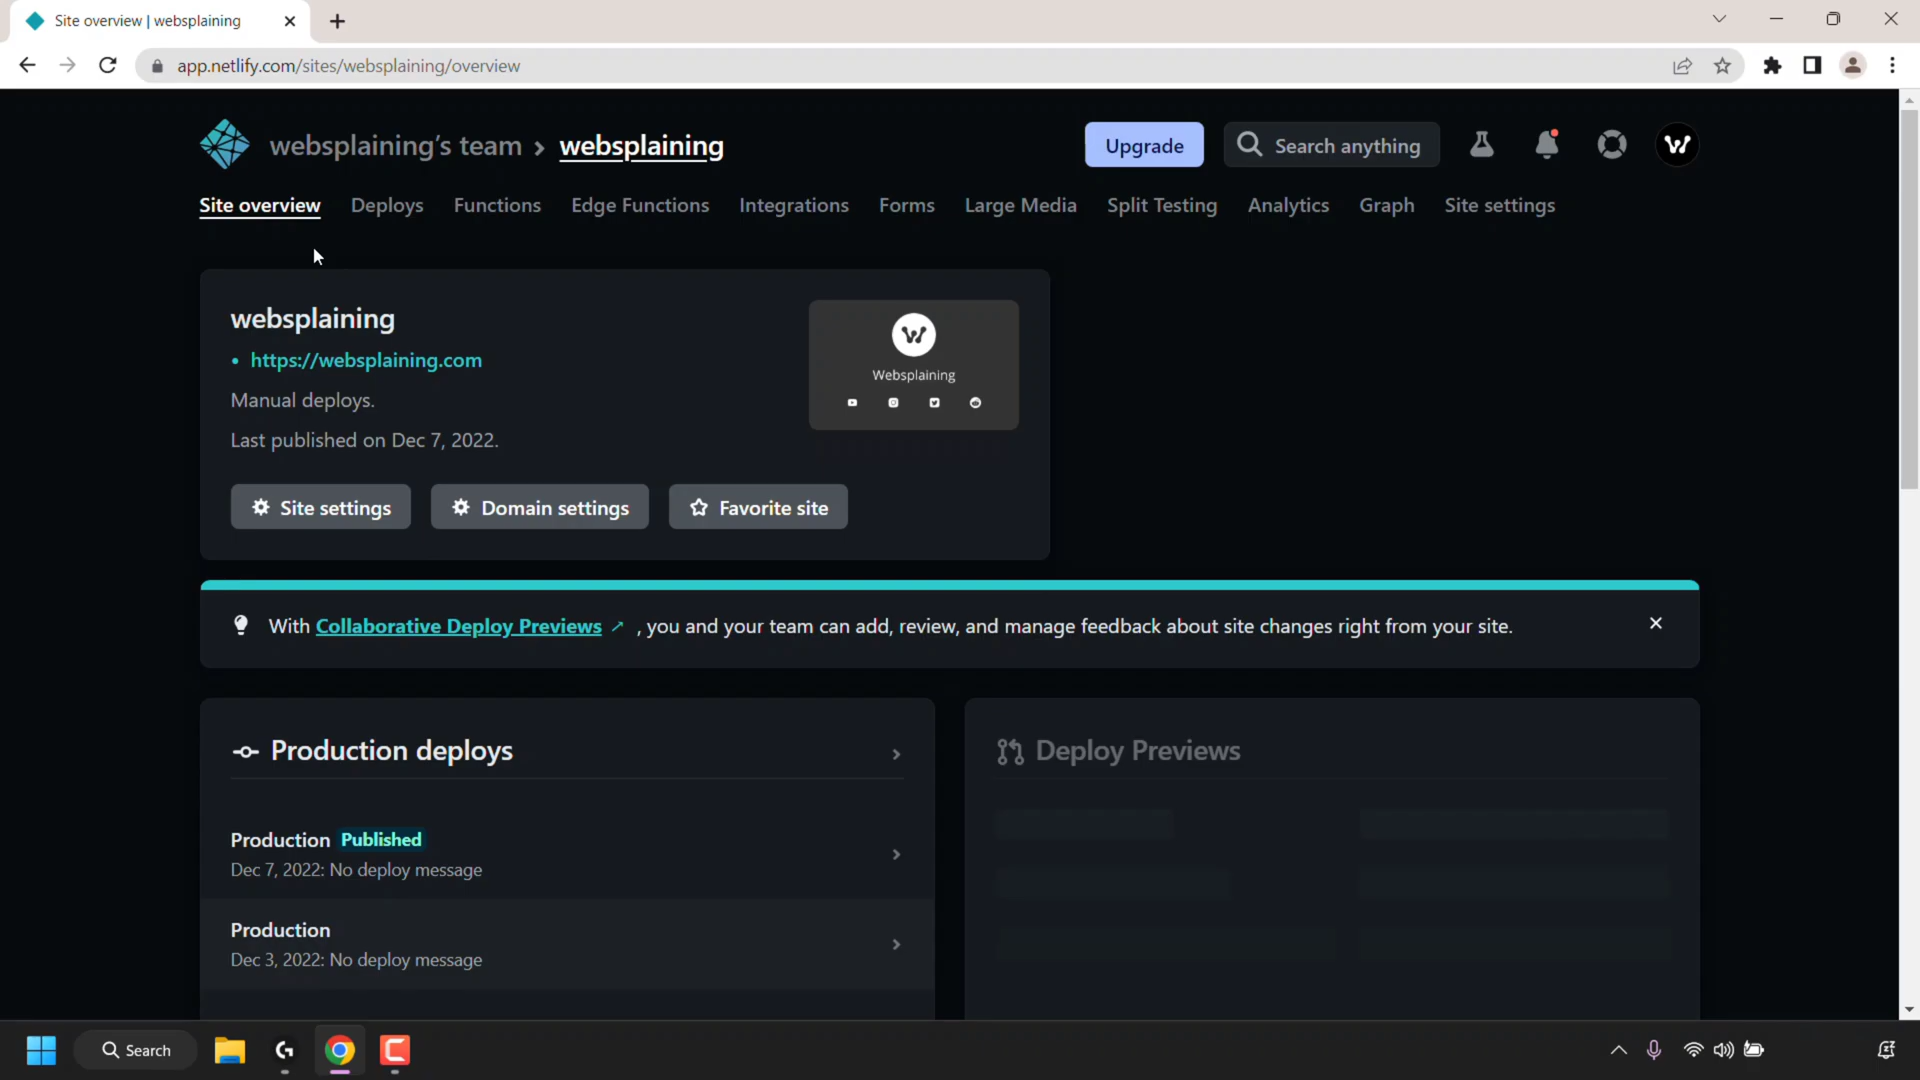 Site overview | websplaining
app.netlify.com/sites/websplaining/overview
websplaining's team › websplaining
Upgrade
Search anything
Site overview Deploys Functions Edge Functions Integrations Forms Large Media Split Testing Analytics Graph Site settings
websplaining
• https://websplaining.com
Manual deploys.
Last published on Dec 7, 2022.
Websplaining
Site settings
Domain settings
Favorite site
With Collaborative Deploy Previews ↗ , you and your team can add, review, and manage feedback about site changes right from your site.
Production deploys
Production Published
Dec 7, 2022: No deploy message
Production
Dec 3, 2022: No deploy message
Deploy Previews
Search